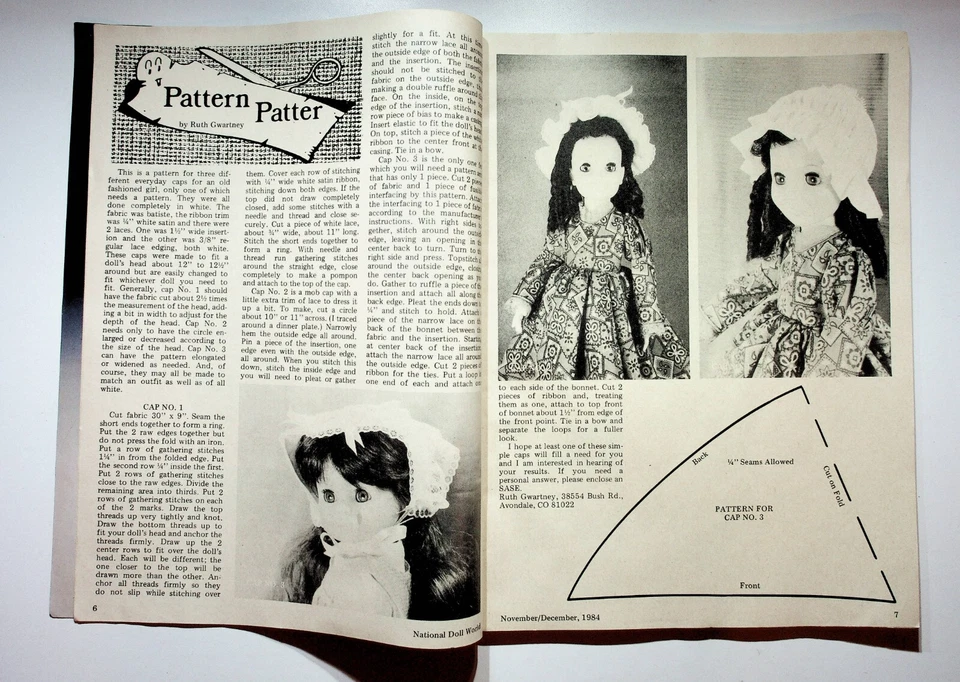 Pattern Patter
by Ruth Gwartney
This is a pattern for three dif-
ferent everyday caps for an old
fashioned girl, only one of which
needs a pattern. They were all
done completely in white. The
fabric was batiste, the ribbon trim
was ¼" white satin and there were
2 laces. One was 1½" wide insert-
ion and the other was 3/8" re-
gular lace edging, both white.
These caps were made to fit a
doll's head about 12" to 12½"
around but are easily changed to
fit whichever doll you need to
fit. Generally, cap No. 1 should
have the fabric cut about 2½ times
the measurement of the head, add-
ing a bit in width to adjust for the
depth of the head. Cap No. 2
needs only to have the circle en-
larged or decreased according to
the size of the head. Cap No. 3
can have the pattern elongated
or widened as needed. And, of
course, they may all be made to
match an outfit as well as of all
white.
CAP NO. 1
Cut fabric 30" x 9". Seam the
short ends together to form a ring.
Put the 2 raw edges together but
do not press the fold with an iron.
Put a row of gathering stitches
1¼" in from the folded edge. Put
the second row ¼" inside the first.
Put 2 rows of gathering stitches
close to the raw edges. Divide the
remaining area into thirds. Put 2
rows of gathering stitches on each
of the 2 marks. Draw the top
threads up very tightly and knot.
Draw the bottom threads up to
fit your doll's head and anchor the
threads firmly. Draw up the 2
center rows to fit over the doll's
head. Each will be different; the
one closer to the top will be
drawn more than the other. An-
chor all threads firmly so they
do not slip while stitching over
them. Cover each row of stitching
with ¼" wide white satin ribbon,
stitching down both edges. If the
top did not draw completely
closed, add some stitches with a
needle and thread and close se-
curely. Cut a piece of white lace,
about ¾" wide, about 11" long.
Stitch the short ends together to
form a ring. With needle and
thread run gathering stitches
around the straight edge, close
completely to make a pompon
and attach to the top of the cap.
Cap No. 2 is a mob cap with a
little extra trim of lace to dress it
up a bit. To make, cut a circle
about 10" or 11" across. (I traced
around a dinner plate.) Narrowly
hem the outside edge all around.
Pin a piece of the insertion, one
edge even with the outside edge,
all around. When you stitch this
down, stitch the inside edge and
you will need to pleat or gather
slightly for a fit. At this
stitch the narrow lace all
the outside edge of both the
and the insertion. The
should not be stitched to
fabric on the outside edge,
making a double ruffle around
face. On the inside, on the
edge of the insertion, stitch a
row piece of bias to make a
Insert elastic to fit the doll's
On top, stitch a piece of the
ribbon to the center front
casing. Tie in a bow.
Cap No. 3 is the only one
which you will need a pattern
that has only 1 piece. Cut 2
of fabric and 1 piece of
interfacing by this pattern.
the interfacing to 1 piece of
according to the
instructions. With right sides
gether, stitch around the
edge, leaving an opening in
center back to turn. Turn
right side and press. Topstitch
around the outside edge,
the center back opening as
do. Gather to ruffle a piece of
insertion and attach all along
back edge. Pleat the ends down
¼" and stitch to hold.
piece of the narrow lace on
back of the bonnet between
fabric and the insertion.
at center back of the
attach the narrow lace all
the outside edge. Cut 2
ribbon for the ties. Put a
one end of each and attach
to each side of the bonnet. Cut 2
pieces of ribbon and, treating
them as one, attach to top front
of bonnet about 1½" from edge of
the front point. Tie in a bow and
separate the loops for a fuller
look.
I hope at least one of these sim-
ple caps will fill a need for you
and I am interested in hearing of
your results. If you need a
personal answer, please enclose an
SASE.
Ruth Gwartney, 38554 Bush Rd.,
Avondale, CO 81022
Back
¼" Seams Allowed
Cut on Fold
PATTERN FOR
CAP NO. 3
Front
6
National Doll World
November/December, 1984
7